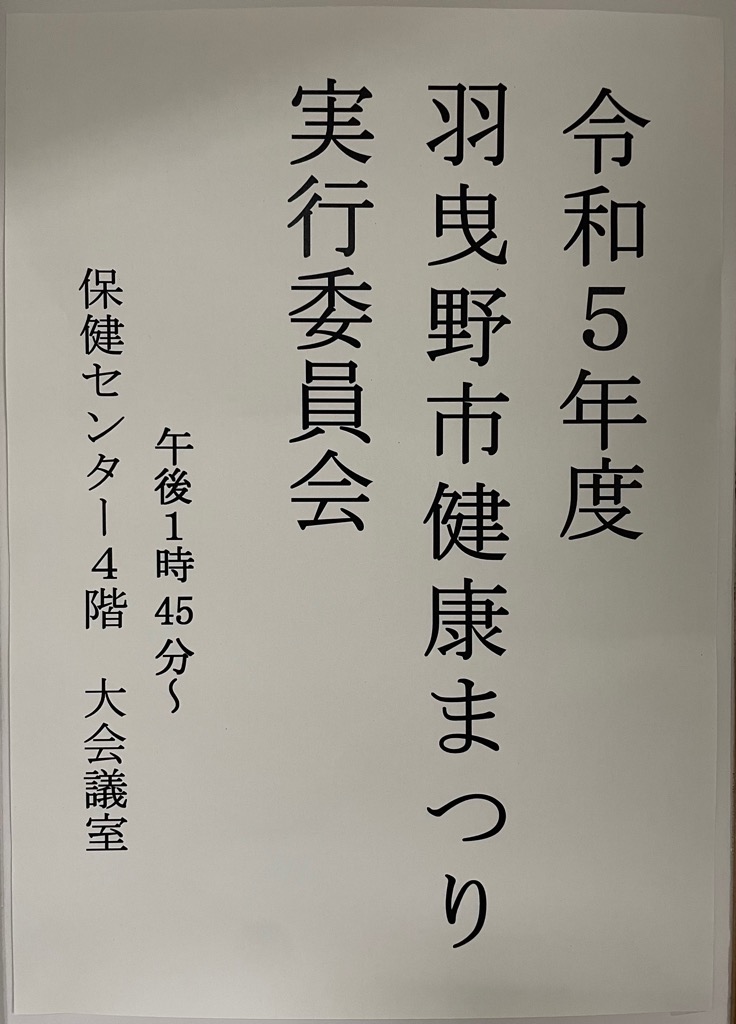 令和５年度
羽曳野市健康まつり
実行委員会
午後１時45分～
保健センター４階　大会議室